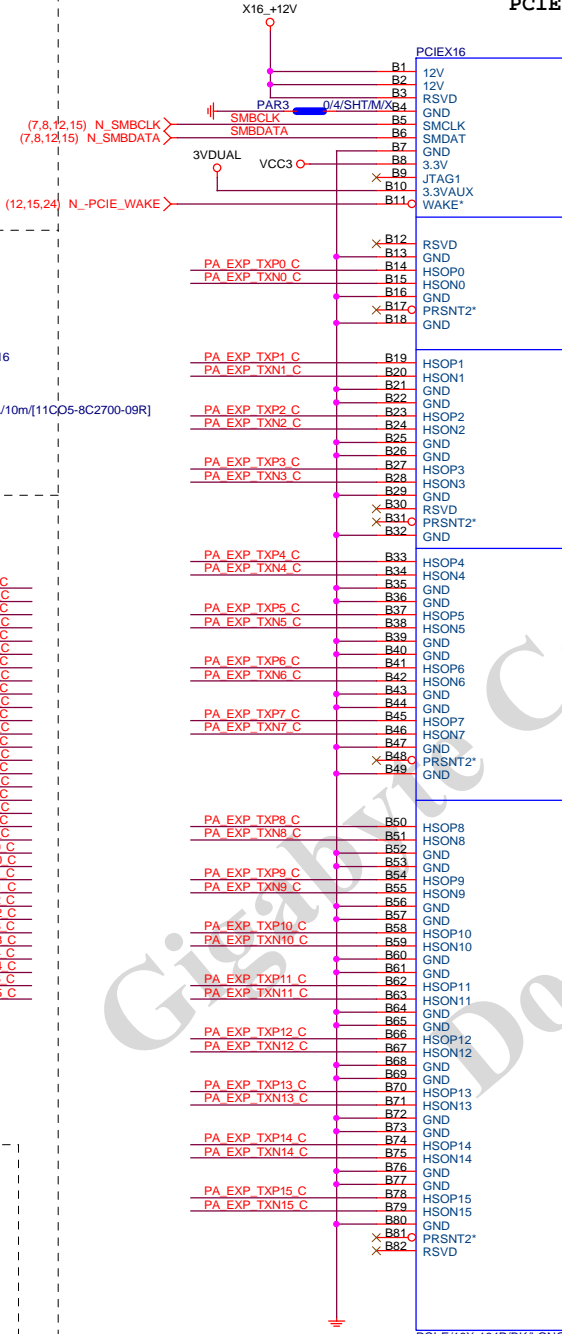 PCIE
X16_+12V
PCIEX16
B1 12V
B2 12V
B3 RSVD
PAR3 0/4/SHT/M/X B4 GND
(7,8,12,15) N_SMBCLK SMBCLK B5 SMCLK
(7,8,12,15) N_SMBDATA SMBDATA B6 SMDAT
B7 GND
3VDUAL VCC3 B8 3.3V
B9 JTAG1
B10 3.3VAUX
(12,15,24) N_-PCIE_WAKE B11 WAKE*
B12 RSVD
B13 GND
PA_EXP_TXP0_C B14 HSOP0
PA_EXP_TXN0_C B15 HSON0
B16 GND
B17 PRSNT2*
B18 GND
16
PA_EXP_TXP1_C B19 HSOP1
PA_EXP_TXN1_C B20 HSON1
B21 GND
B22 GND
/10m/[11CO5-8C2700-09R]
PA_EXP_TXP2_C B23 HSOP2
PA_EXP_TXN2_C B24 HSON2
B25 GND
B26 GND
PA_EXP_TXP3_C B27 HSOP3
PA_EXP_TXN3_C B28 HSON3
B29 GND
B30 RSVD
B31 PRSNT2*
B32 GND
PA_EXP_TXP4_C B33 HSOP4
PA_EXP_TXN4_C B34 HSON4
B35 GND
B36 GND
PA_EXP_TXP5_C B37 HSOP5
PA_EXP_TXN5_C B38 HSON5
B39 GND
B40 GND
PA_EXP_TXP6_C B41 HSOP6
PA_EXP_TXN6_C B42 HSON6
B43 GND
B44 GND
PA_EXP_TXP7_C B45 HSOP7
PA_EXP_TXN7_C B46 HSON7
B47 GND
B48 PRSNT2*
B49 GND
PA_EXP_TXP8_C B50 HSOP8
PA_EXP_TXN8_C B51 HSON8
B52 GND
B53 GND
PA_EXP_TXP9_C B54 HSOP9
PA_EXP_TXN9_C B55 HSON9
B56 GND
B57 GND
PA_EXP_TXP10_C B58 HSOP10
PA_EXP_TXN10_C B59 HSON10
B60 GND
B61 GND
PA_EXP_TXP11_C B62 HSOP11
PA_EXP_TXN11_C B63 HSON11
B64 GND
B65 GND
PA_EXP_TXP12_C B66 HSOP12
PA_EXP_TXN12_C B67 HSON12
B68 GND
B69 GND
PA_EXP_TXP13_C B70 HSOP13
PA_EXP_TXN13_C B71 HSON13
B72 GND
B73 GND
PA_EXP_TXP14_C B74 HSOP14
PA_EXP_TXN14_C B75 HSON14
B76 GND
B77 GND
PA_EXP_TXP15_C B78 HSOP15
PA_EXP_TXN15_C B79 HSON15
B80 GND
B81 PRSNT2*
B82 RSVD
Gigabyte C
Do